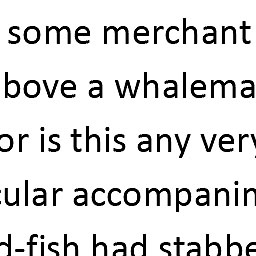 some merchant
bove a whalema
or is this any very
cular accompanin
d-fish had stabbe